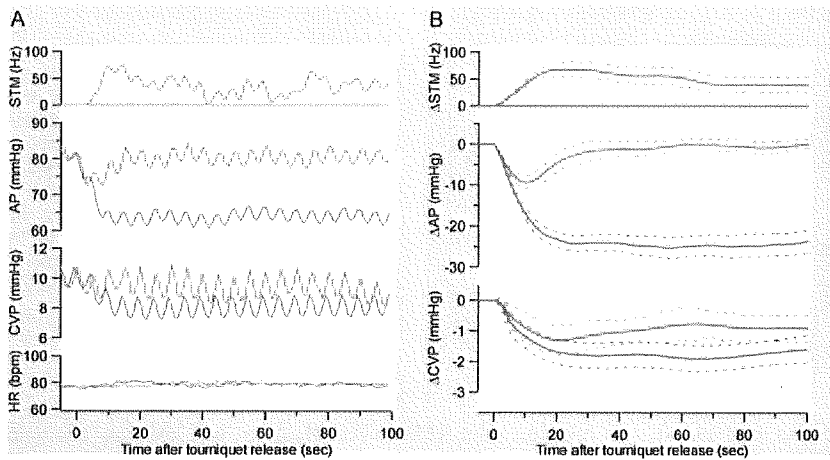 A
STM (Hz)
100
50
0
AP (mmHg)
90
80
70
60
CVP (mmHg)
12
10
8
6
HR (bpm)
100
80
60
0 20 40 60 80 100
Time after tourniquet release (sec)
B
ΔSTM (Hz)
100
50
0
ΔAP (mmHg)
0
-10
-20
-30
ΔCVP (mmHg)
0
-1
-2
-3
0 20 40 60 80 100
Time after tourniquet release (sec)